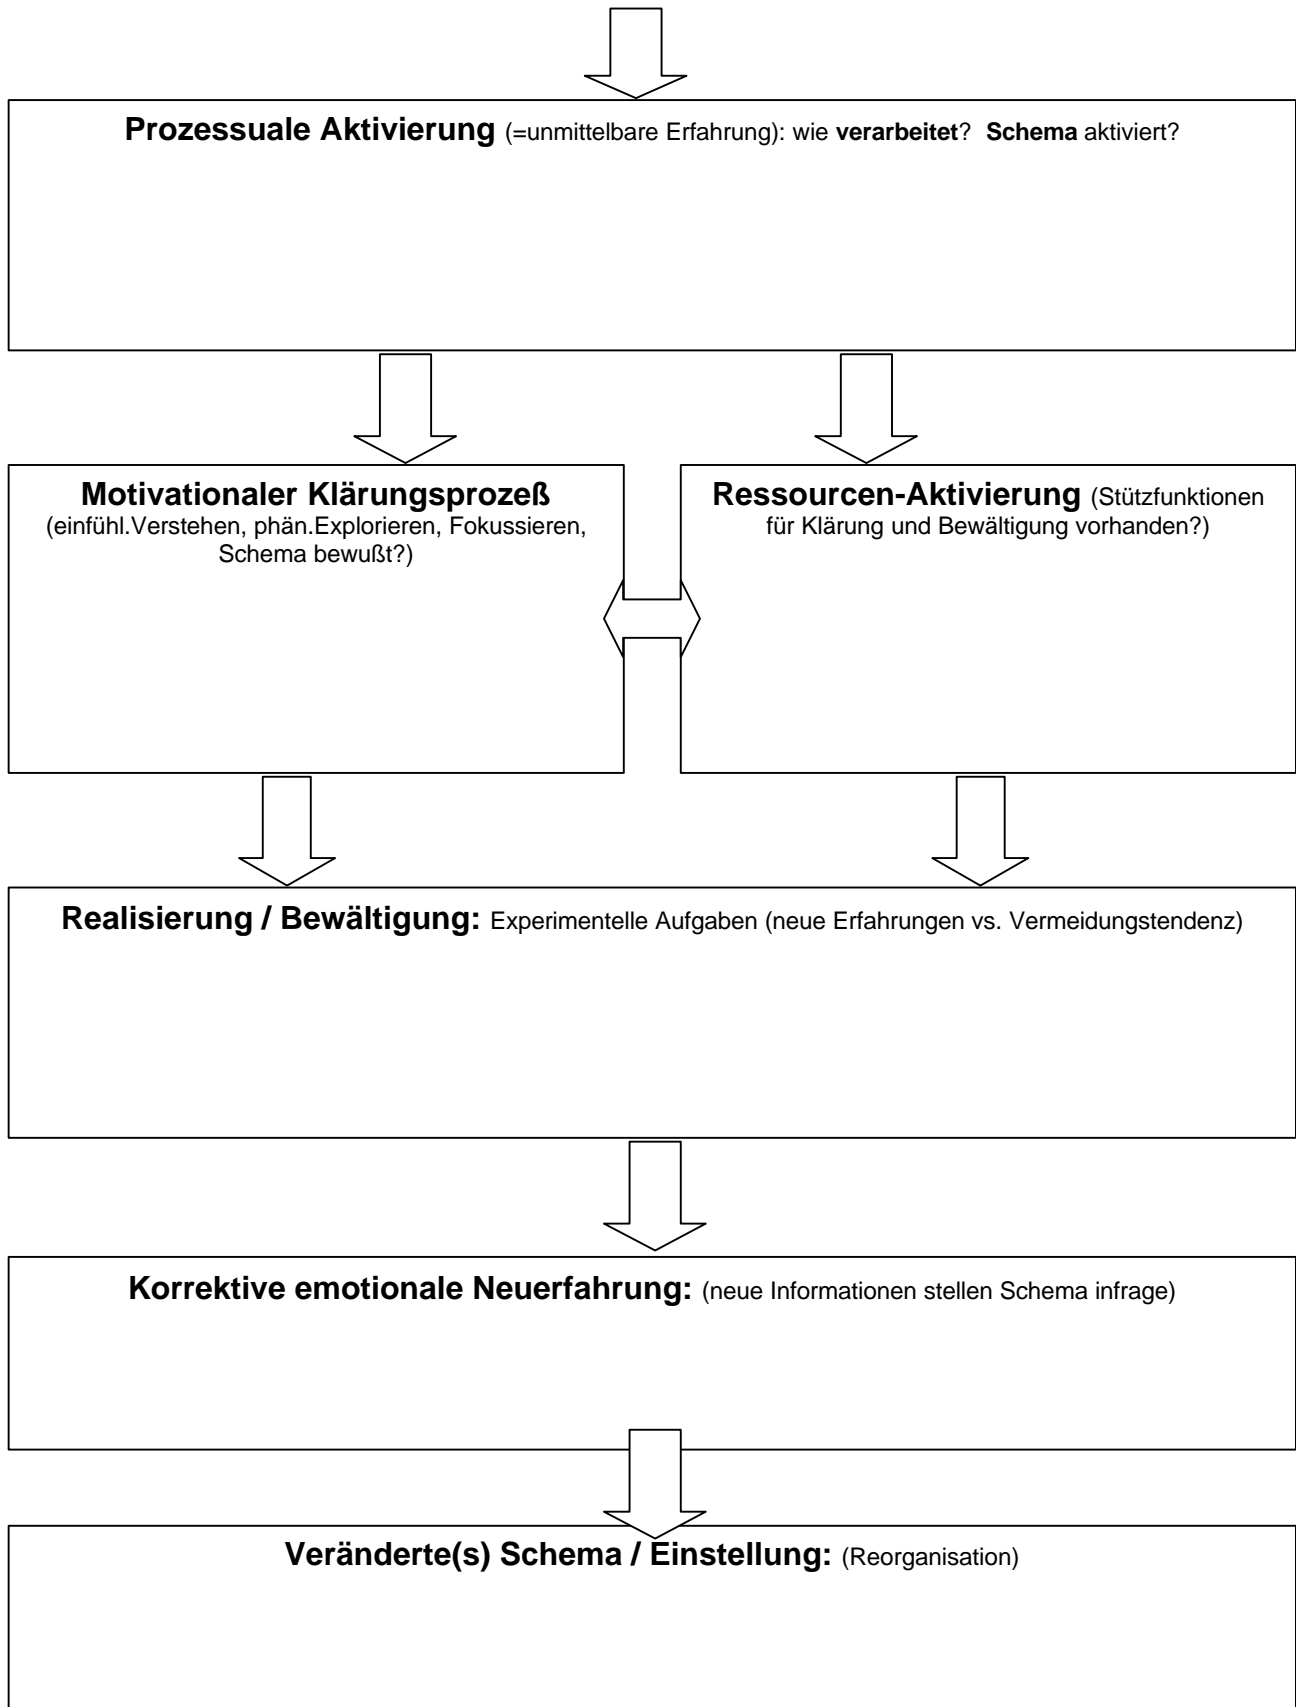 Prozessuale Aktivierung (=unmittelbare Erfahrung): wie verarbeitet? Schema aktiviert?
Motivationaler Klärungsprozeß
(einfühl.Verstehen, phän.Explorieren, Fokussieren,
Schema bewußt?)
Ressourcen-Aktivierung (Stützfunktionen
für Klärung und Bewältigung vorhanden?)
Realisierung / Bewältigung: Experimentelle Aufgaben (neue Erfahrungen vs. Vermeidungstendenz)
Korrektive emotionale Neuerfahrung: (neue Informationen stellen Schema infrage)
Veränderte(s) Schema / Einstellung: (Reorganisation)